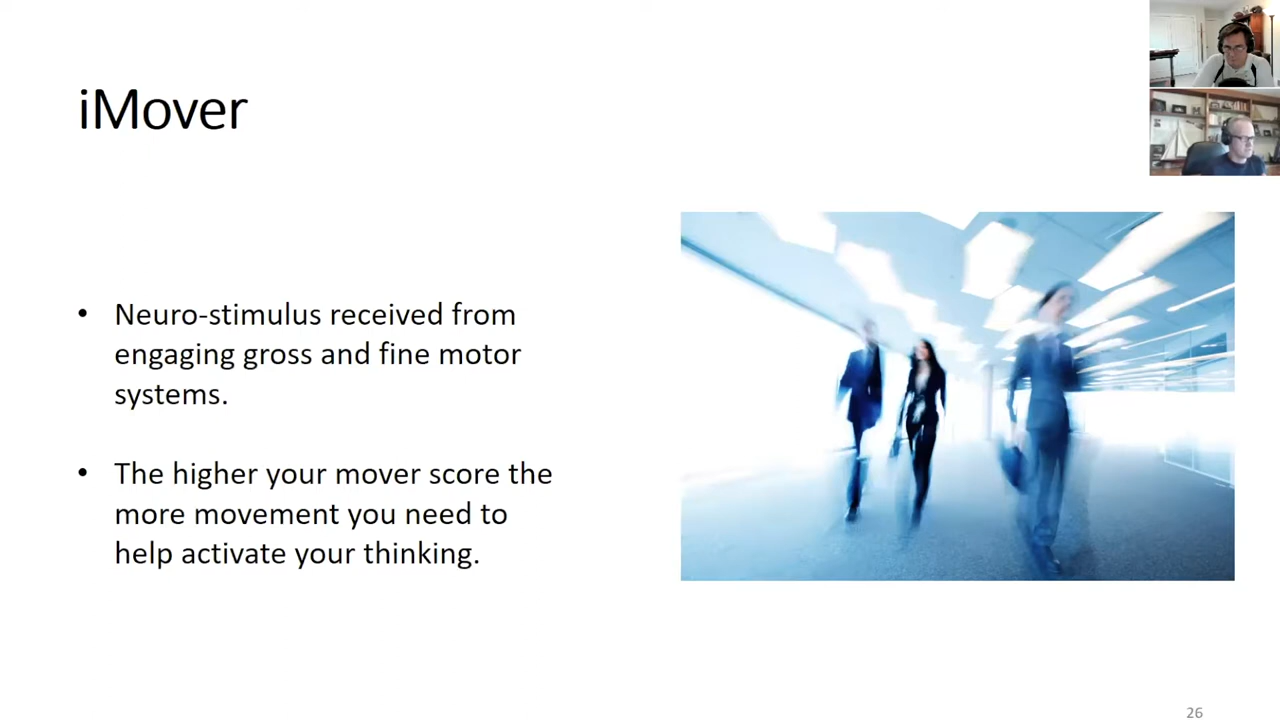 iMover
• Neuro-stimulus received from
engaging gross and fine motor
systems.
• The higher your mover score the
more movement you need to
help activate your thinking.
26